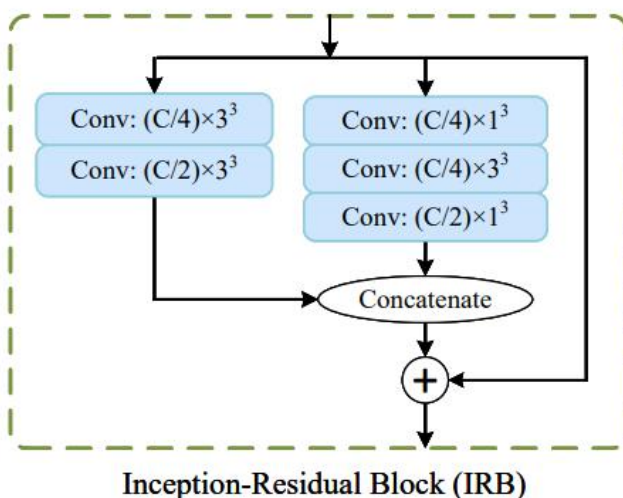 Conv: (C/4)×3³
Conv: (C/2)×3³
Conv: (C/4)×1³
Conv: (C/4)×3³
Conv: (C/2)×1³
Concatenate
+
Inception-Residual Block (IRB)